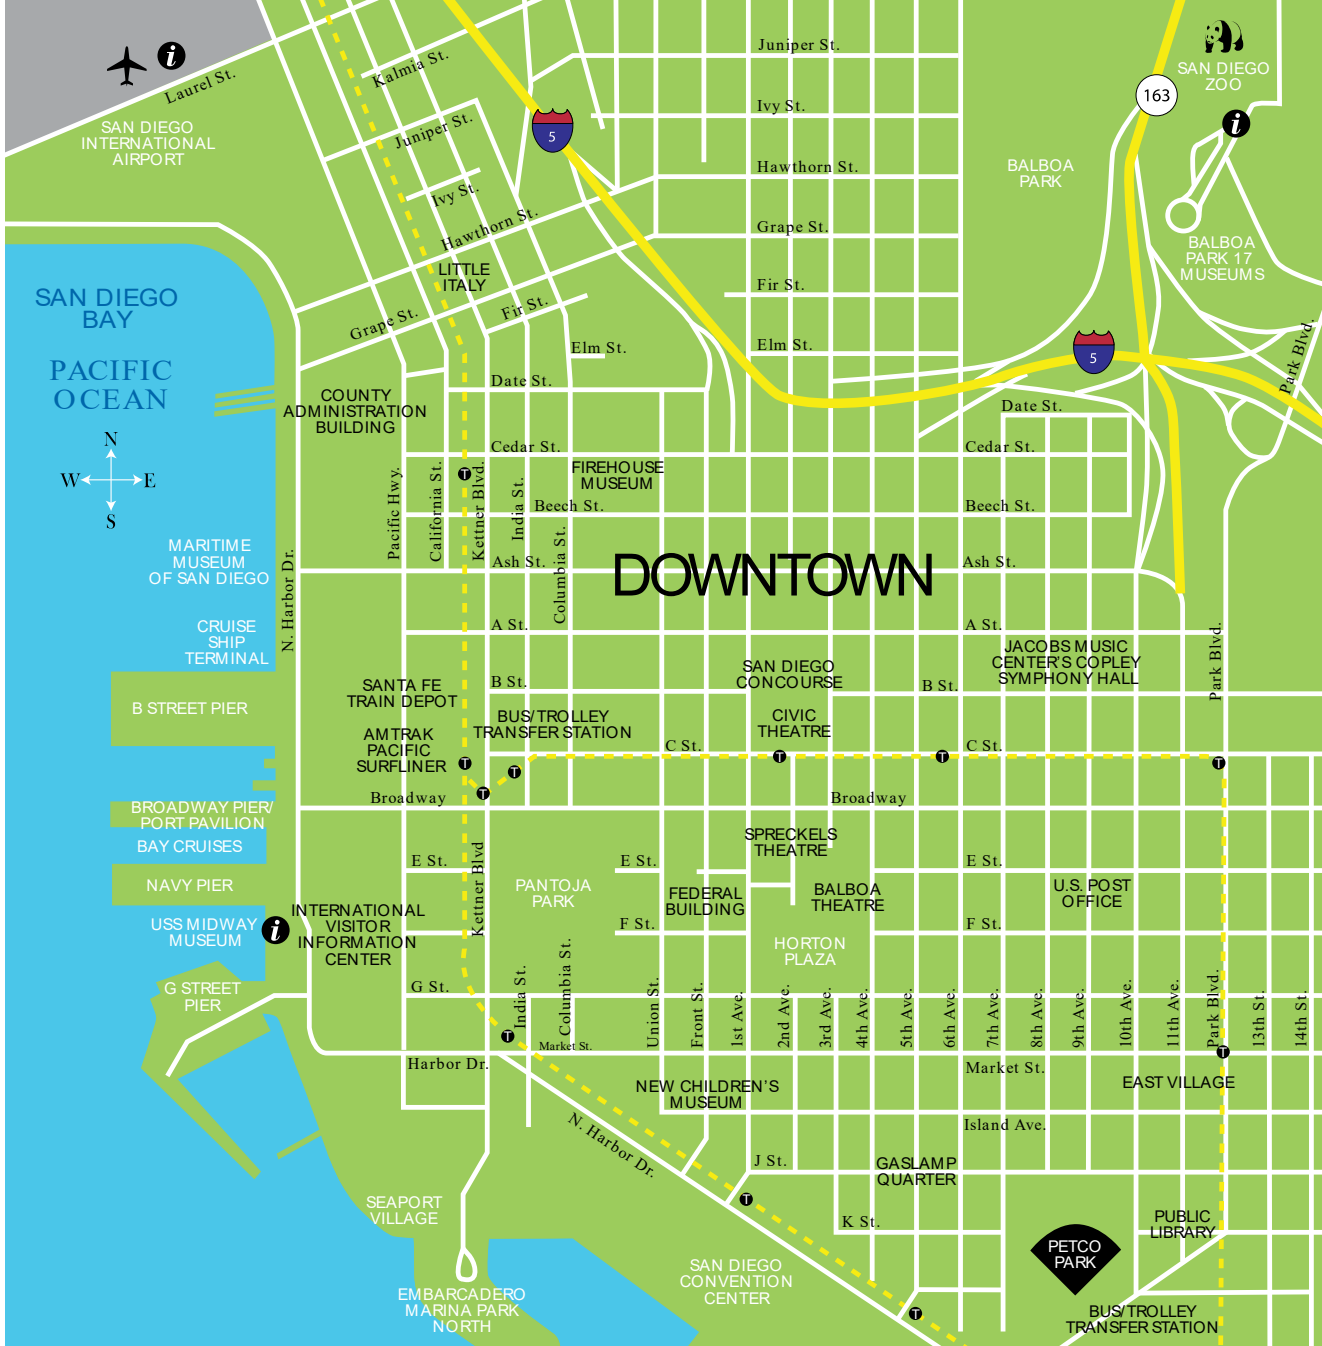 Juniper St.
Kalmia St.
i
Laurel St.
SAN DIEGO
ZOO
163
SAN DIEGO
INTERNATIONAL
AIRPORT
Juniper St.
5
Ivy St.
i
Hawthorn St.
BALBOA
PARK
Ivy St.
Hawthorn St.
Grape St.
BALBOA
PARK 17
MUSEUMS
LITTLE
ITALY
SAN DIEGO
BAY
Fir St.
Fir St.
Grape St.
Elm St.
Elm St.
5
Park Blvd.
PACIFIC
OCEAN
Date St.
COUNTY
ADMINISTRATION
BUILDING
Date St.
N
W
E
S
Cedar St.
Cedar St.
T
FIREHOUSE
MUSEUM
Pacific Hwy.
California St.
Kettner Blvd.
India St.
Beech St.
Beech St.
Columbia St.
MARITIME
MUSEUM
OF SAN DIEGO
N. Harbor Dr.
Ash St.
DOWNTOWN
Ash St.
A St.
A St.
CRUISE
SHIP
TERMINAL
JACOBS MUSIC
CENTER'S COPLEY
SYMPHONY HALL
Park Blvd.
SAN DIEGO
CONCOURSE
SANTA FE
TRAIN DEPOT
B St.
B St.
B STREET PIER
BUS/TROLLEY
TRANSFER STATION
CIVIC
THEATRE
AMTRAK
PACIFIC
SURFLINER
C St.
C St.
T
T
T
T
T
T
Broadway
Broadway
BROADWAY PIER/
PORT PAVILION
BAY CRUISES
SPRECKELS
THEATRE
E St.
E St.
E St.
Kettner Blvd
NAVY PIER
PANTOJA
PARK
FEDERAL
BUILDING
BALBOA
THEATRE
U.S. POST
OFFICE
USS MIDWAY
MUSEUM
i
INTERNATIONAL
VISITOR
INFORMATION
CENTER
F St.
F St.
HORTON
PLAZA
G STREET
PIER
G St.
India St.
Columbia St.
Union St.
Front St.
1st Ave.
2nd Ave.
3rd Ave.
4th Ave.
5th Ave.
6th Ave.
7th Ave.
8th Ave.
9th Ave.
10th Ave.
11th Ave.
Park Blvd.
13th St.
14th St.
T
Market St.
T
Harbor Dr.
Market St.
NEW CHILDREN'S
MUSEUM
EAST VILLAGE
N. Harbor Dr.
Island Ave.
J St.
GASLAMP
QUARTER
T
SEAPORT
VILLAGE
K St.
PUBLIC
LIBRARY
PETCO
PARK
SAN DIEGO
CONVENTION
CENTER
EMBARCADERO
MARINA PARK
NORTH
T
BUS/TROLLEY
TRANSFER STATION